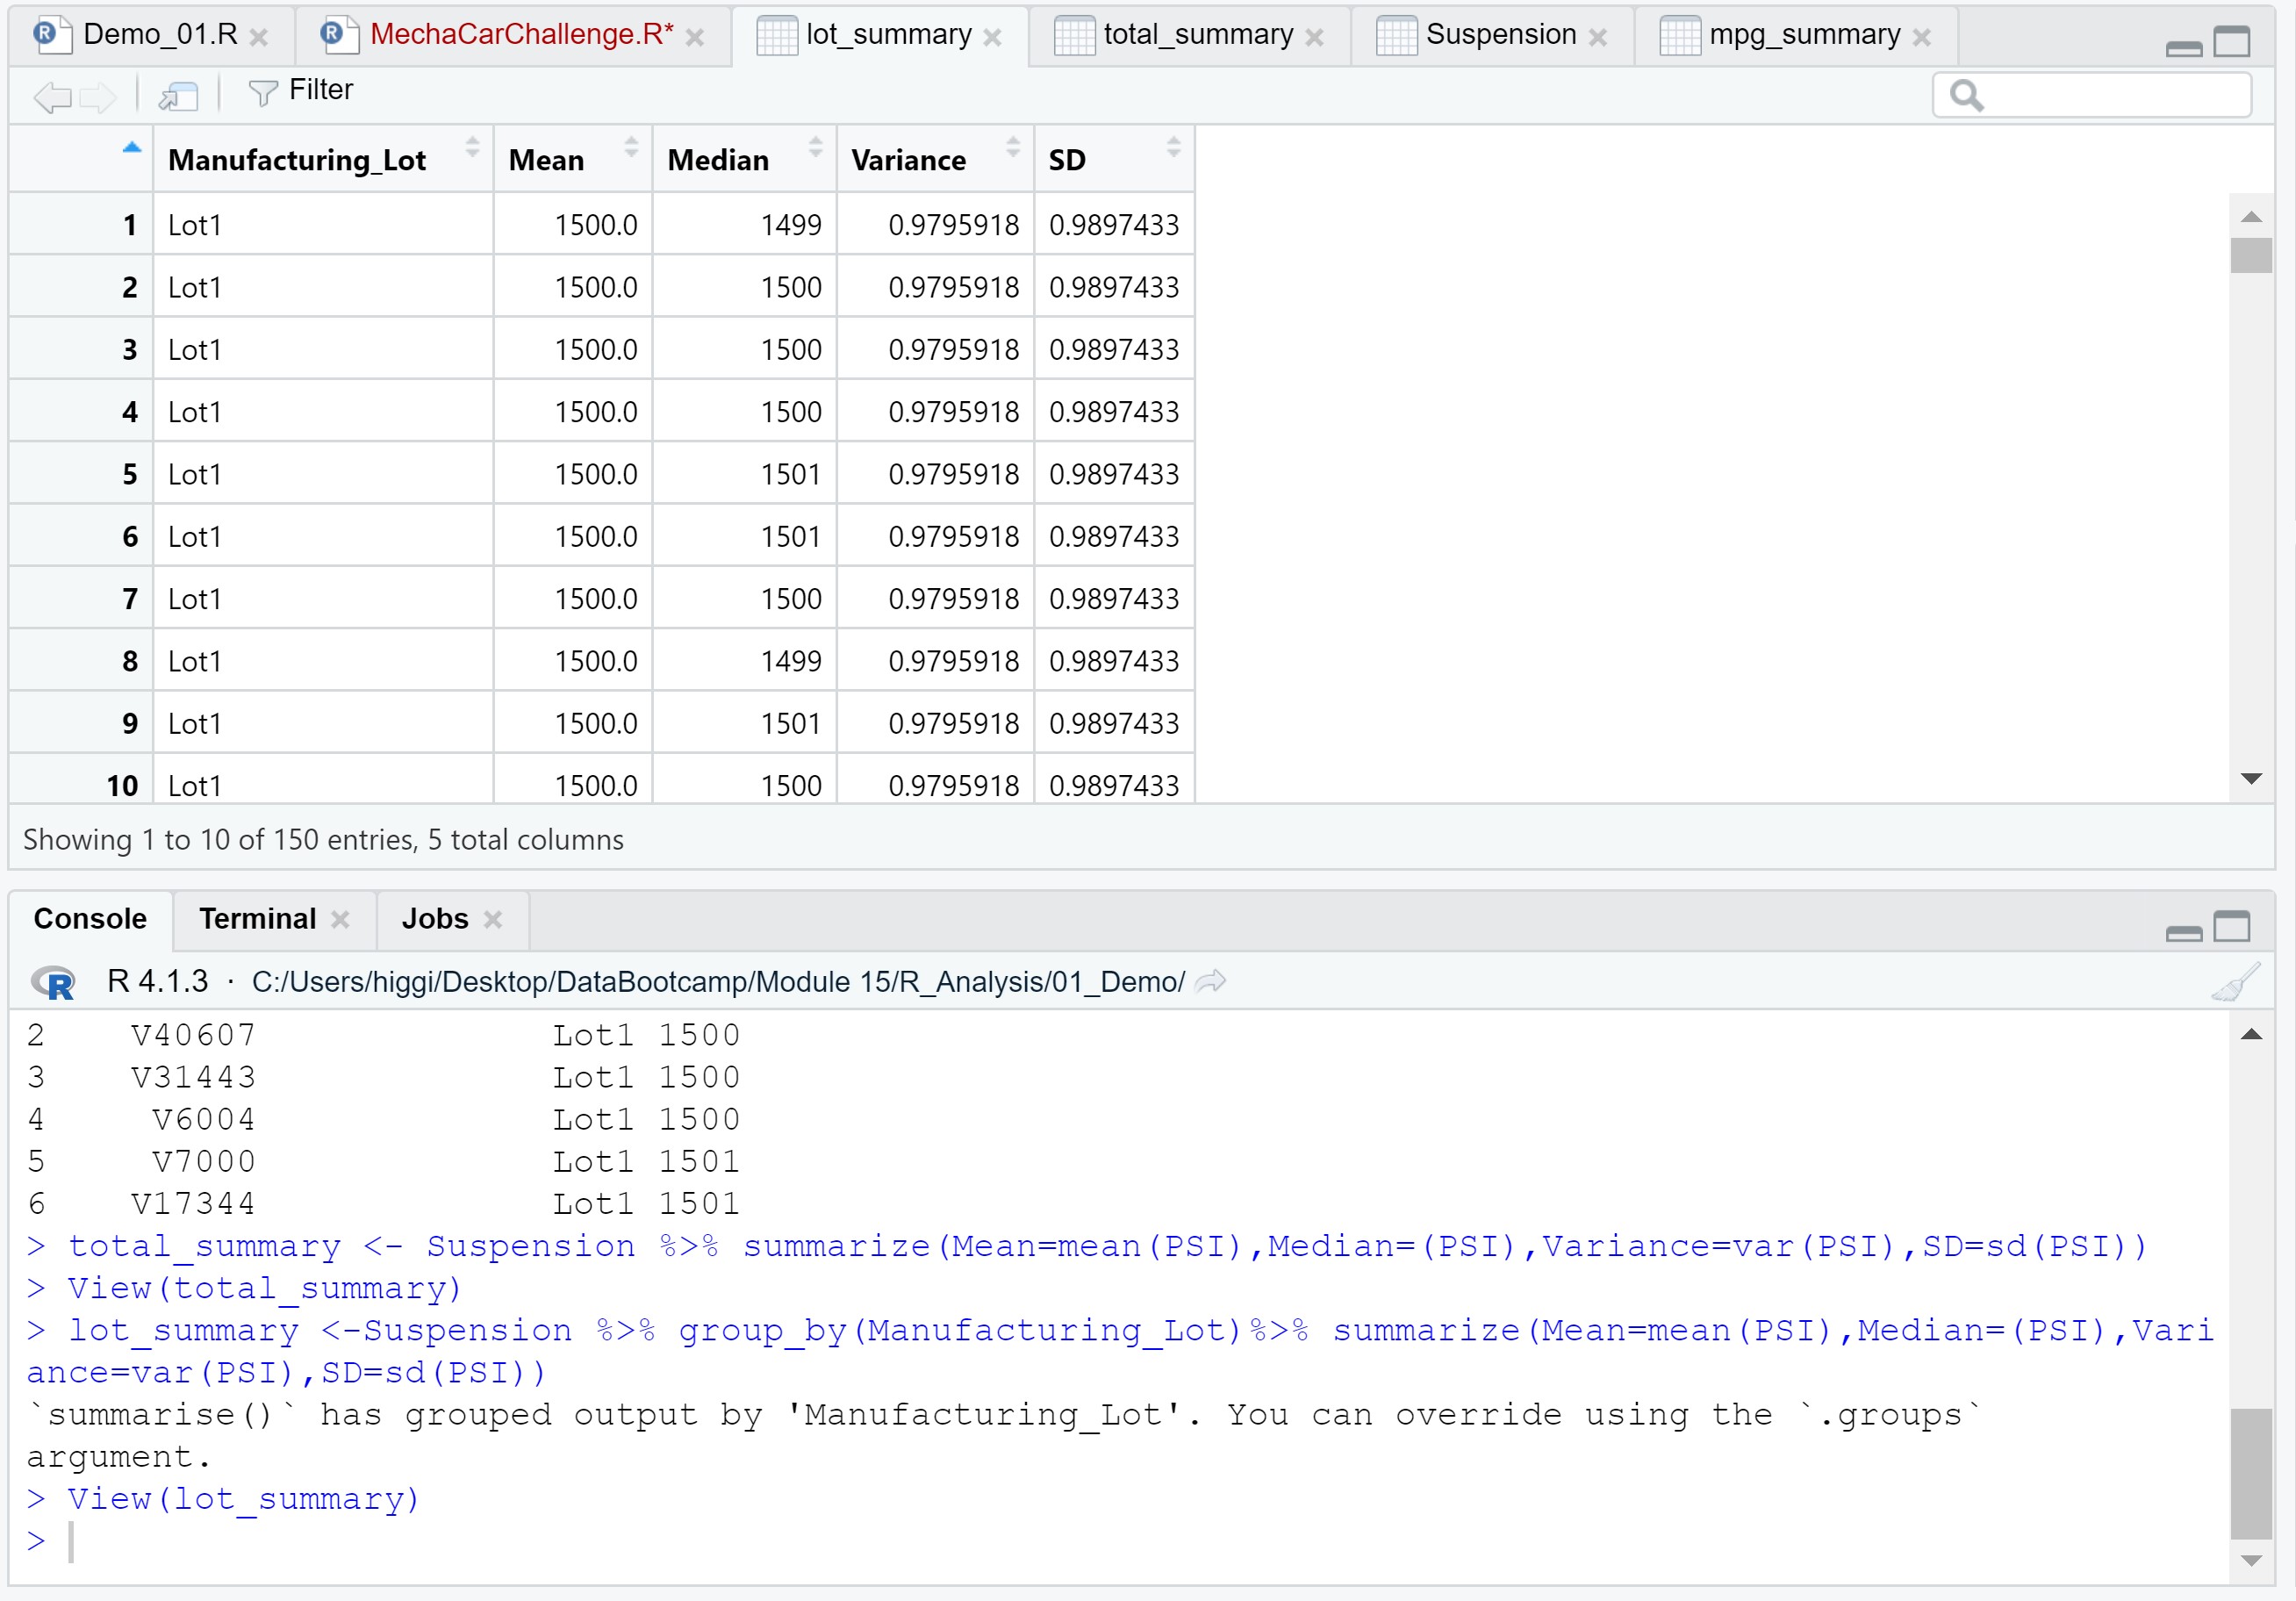 Demo_01.R MechaCarChallenge.R* lot_summary total_summary Suspension mpg_summary
Filter
Manufacturing_Lot Mean Median Variance SD
1 Lot1 1500.0 1499 0.9795918 0.9897433
2 Lot1 1500.0 1500 0.9795918 0.9897433
3 Lot1 1500.0 1500 0.9795918 0.9897433
4 Lot1 1500.0 1500 0.9795918 0.9897433
5 Lot1 1500.0 1501 0.9795918 0.9897433
6 Lot1 1500.0 1501 0.9795918 0.9897433
7 Lot1 1500.0 1500 0.9795918 0.9897433
8 Lot1 1500.0 1499 0.9795918 0.9897433
9 Lot1 1500.0 1501 0.9795918 0.9897433
10 Lot1 1500.0 1500 0.9795918 0.9897433
Showing 1 to 10 of 150 entries, 5 total columns
Console Terminal Jobs
R R 4.1.3 · C:/Users/higgi/Desktop/DataBootcamp/Module 15/R_Analysis/01_Demo/
2 V40607 Lot1 1500
3 V31443 Lot1 1500
4 V6004 Lot1 1500
5 V7000 Lot1 1501
6 V17344 Lot1 1501
> total_summary <- Suspension %>% summarize(Mean=mean(PSI),Median=(PSI),Variance=var(PSI),SD=sd(PSI))
> View(total_summary)
> lot_summary <-Suspension %>% group_by(Manufacturing_Lot)%>% summarize(Mean=mean(PSI),Median=(PSI),Vari
ance=var(PSI),SD=sd(PSI))
`summarise()` has grouped output by 'Manufacturing_Lot'. You can override using the `.groups`
argument.
> View(lot_summary)
>